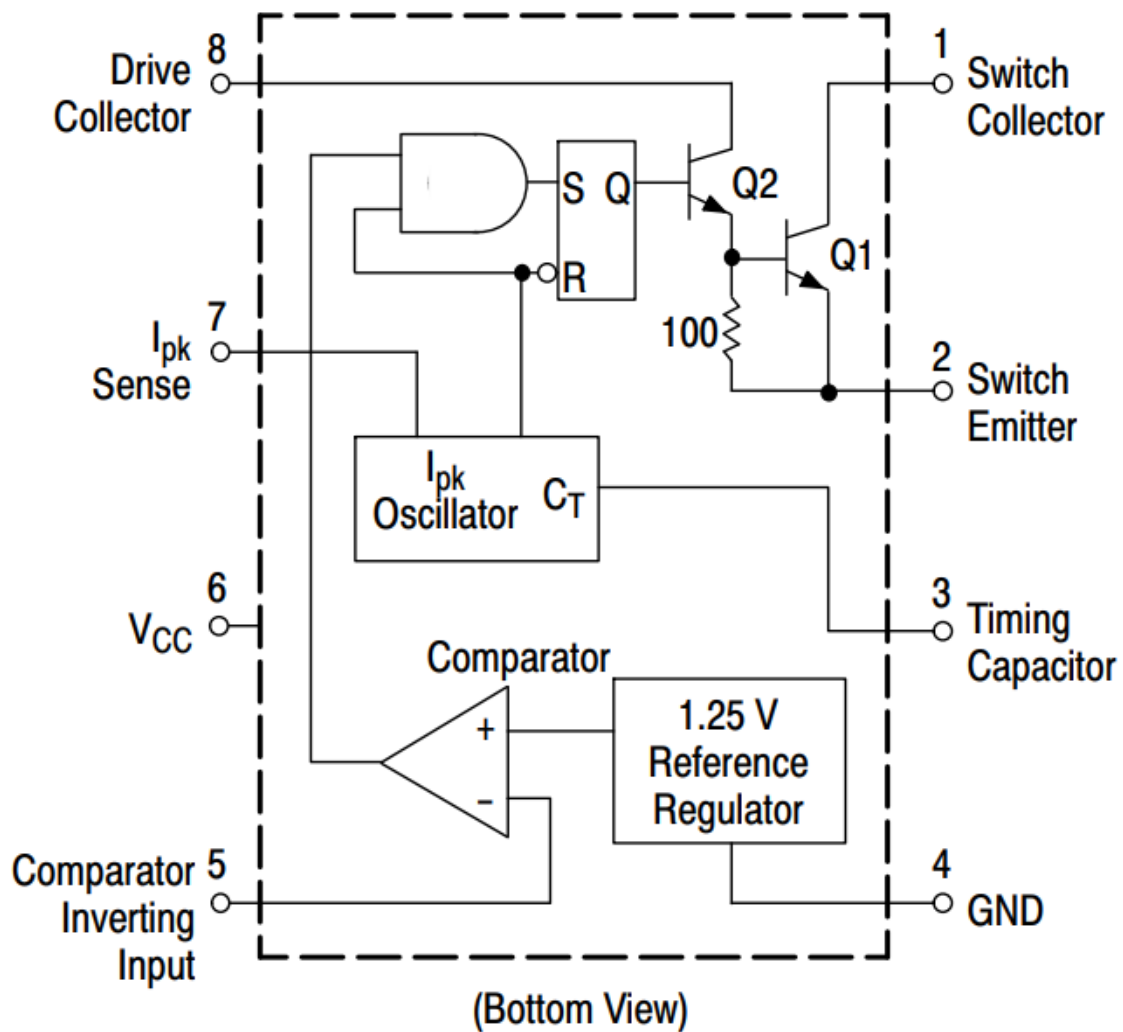 8
Drive
Collector
1
Switch
Collector
S Q
R
Q2
Q1
100
7
Ipk
Sense
2
Switch
Emitter
Ipk
Oscillator
CT
6
VCC
3
Timing
Capacitor
Comparator
+
−
1.25 V
Reference
Regulator
5
Comparator
Inverting
Input
4
GND
(Bottom View)